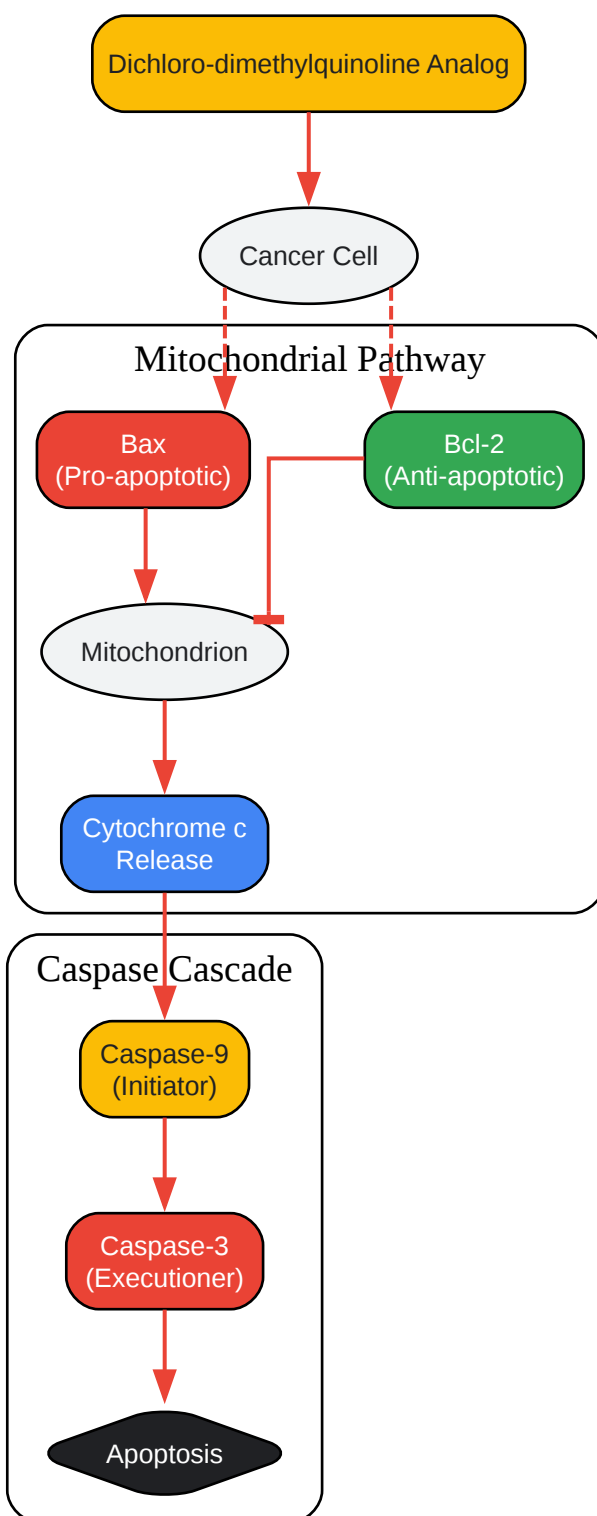 Dichloro-dimethylquinoline Analog
Cancer Cell
Mitochondrial Pathway
Bax
(Pro-apoptotic)
Bcl-2
(Anti-apoptotic)
Mitochondrion
Cytochrome c
Release
Caspase Cascade
Caspase-9
(Initiator)
Caspase-3
(Executioner)
Apoptosis